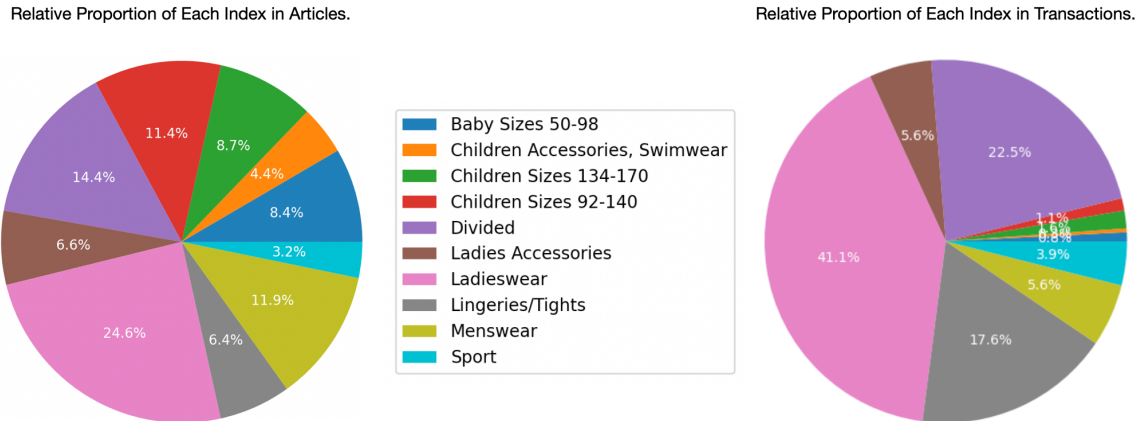 Relative Proportion of Each Index in Articles.
Relative Proportion of Each Index in Transactions.
11.4%
8.7%
4.4%
14.4%
8.4%
6.6%
3.2%
11.9%
24.6%
6.4%
Baby Sizes 50-98
Children Accessories, Swimwear
Children Sizes 134-170
Children Sizes 92-140
Divided
Ladies Accessories
Ladieswear
Lingeries/Tights
Menswear
Sport
5.6%
22.5%
1.1%
0.8%
3.9%
41.1%
5.6%
17.6%